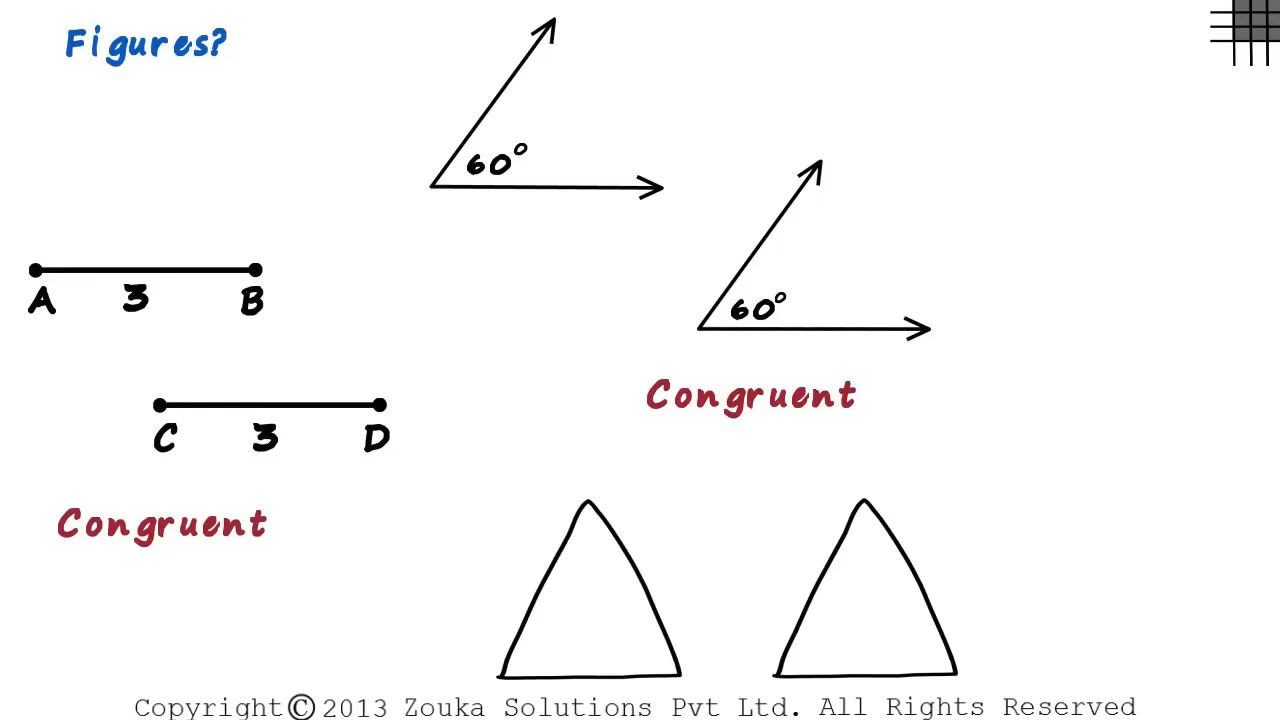 Figures?
60°
60°
A 3 B
C 3 D
Congruent
Congruent
Copyright © 2013 Zouka Solutions Pvt Ltd. All Rights Reserved